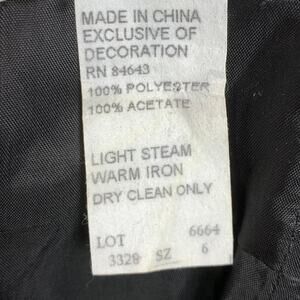 MADE IN CHINA
EXCLUSIVE OF
DECORATION
RN 84643
100% POLYESTER
100% ACETATE
LIGHT STEAM
WARM IRON
DRY CLEAN ONLY
LOT 6664
3328 SZ 6